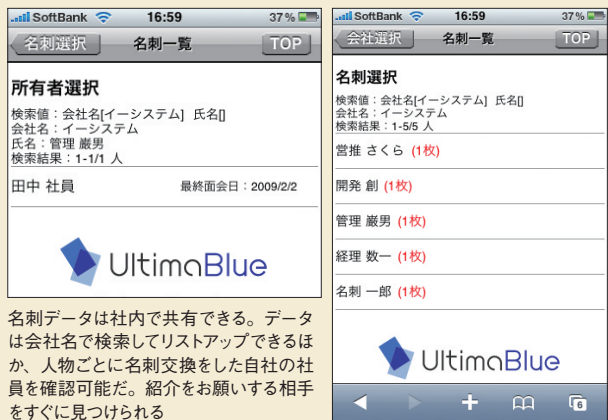 SoftBank 16:59 37%
名刺選択 名刺一覧 TOP
所有者選択
検索値：会社名[イーシステム] 氏名[]
会社名：イーシステム
氏名：管理 巌男
検索結果：1-1/1 人
田中 社員 最終面会日：2009/2/2
UltimaBlue
名刺データは社内で共有できる。データ
は会社名で検索してリストアップできるほ
か、人物ごとに名刺交換をした自社の社
員を確認可能だ。紹介をお願いする相手
をすぐに見つけられる
SoftBank 16:59 37%
会社選択 名刺一覧 TOP
名刺選択
検索値：会社名[イーシステム] 氏名[]
会社名：イーシステム
検索結果：1-5/5 人
営推 さくら (1枚)
開発 創 (1枚)
管理 巌男 (1枚)
経理 数一 (1枚)
名刺 一郎 (1枚)
UltimaBlue
6